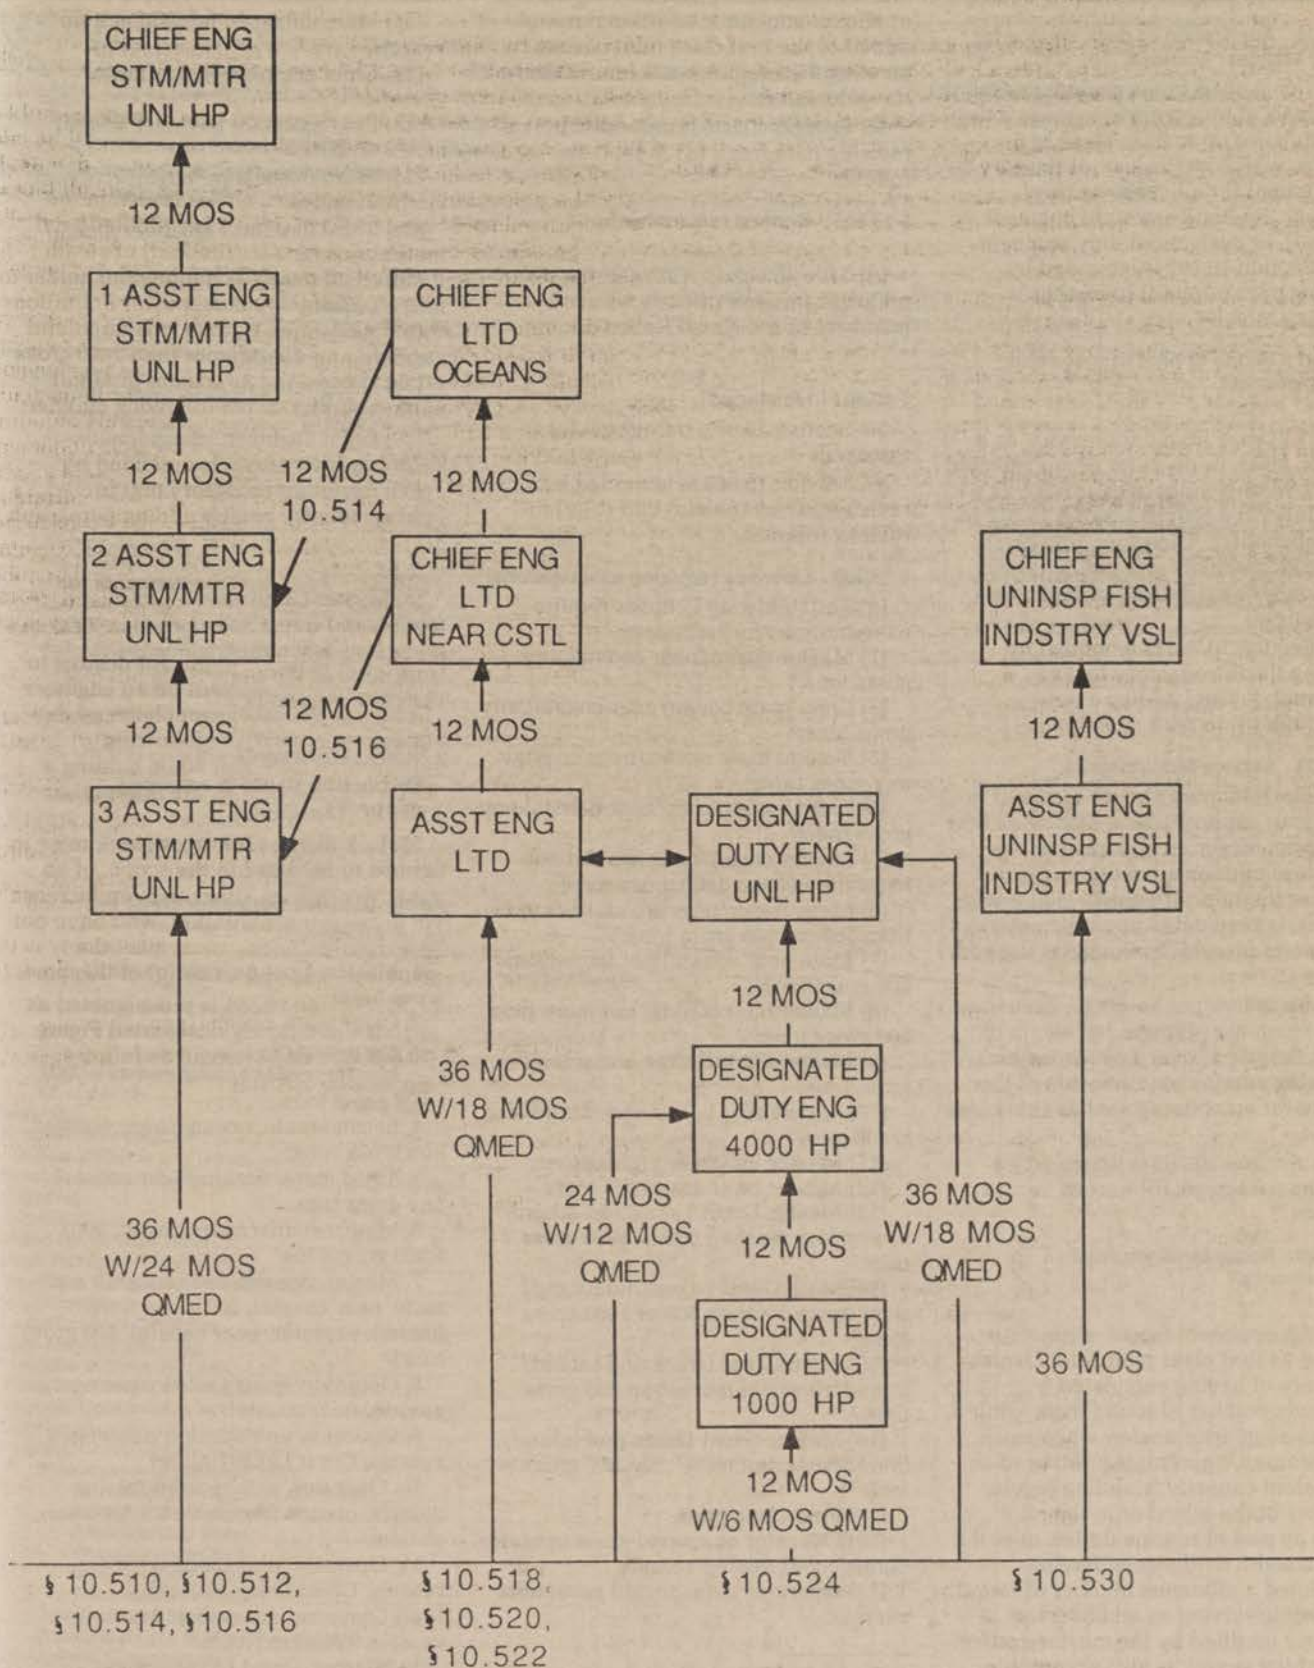 CHIEF ENG
STM/MTR
UNL HP
12 MOS
1 ASST ENG
STM/MTR
UNL HP
12 MOS
2 ASST ENG
STM/MTR
UNL HP
12 MOS
3 ASST ENG
STM/MTR
UNL HP
36 MOS
W/24 MOS
QMED
§ 10.510, § 10.512,
§ 10.514, § 10.516
12 MOS
10.514
12 MOS
10.516
CHIEF ENG
LTD
OCEANS
12 MOS
CHIEF ENG
LTD
NEAR CSTL
12 MOS
ASST ENG
LTD
36 MOS
W/18 MOS
QMED
§ 10.518,
§ 10.520,
§ 10.522
DESIGNATED
DUTY ENG
UNL HP
12 MOS
DESIGNATED
DUTY ENG
4000 HP
24 MOS
W/12 MOS
QMED
12 MOS
36 MOS
W/18 MOS
QMED
DESIGNATED
DUTY ENG
1000 HP
12 MOS
W/6 MOS QMED
§ 10.524
CHIEF ENG
UNINSP FISH
INDSTRY VSL
12 MOS
ASST ENG
UNINSP FISH
INDSTRY VSL
36 MOS
§ 10.530